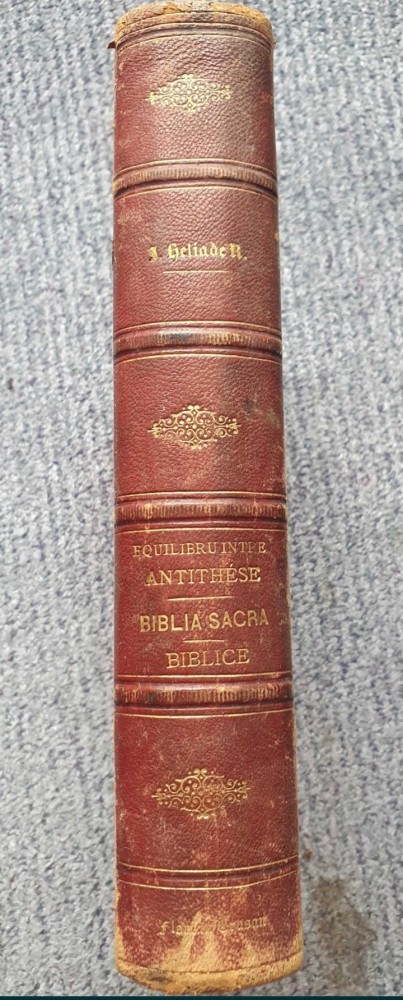 J. Heliade R.
EQUILIBRU INTRE
ANTITHÉSE
BIBLIA SACRA
BIBLICE